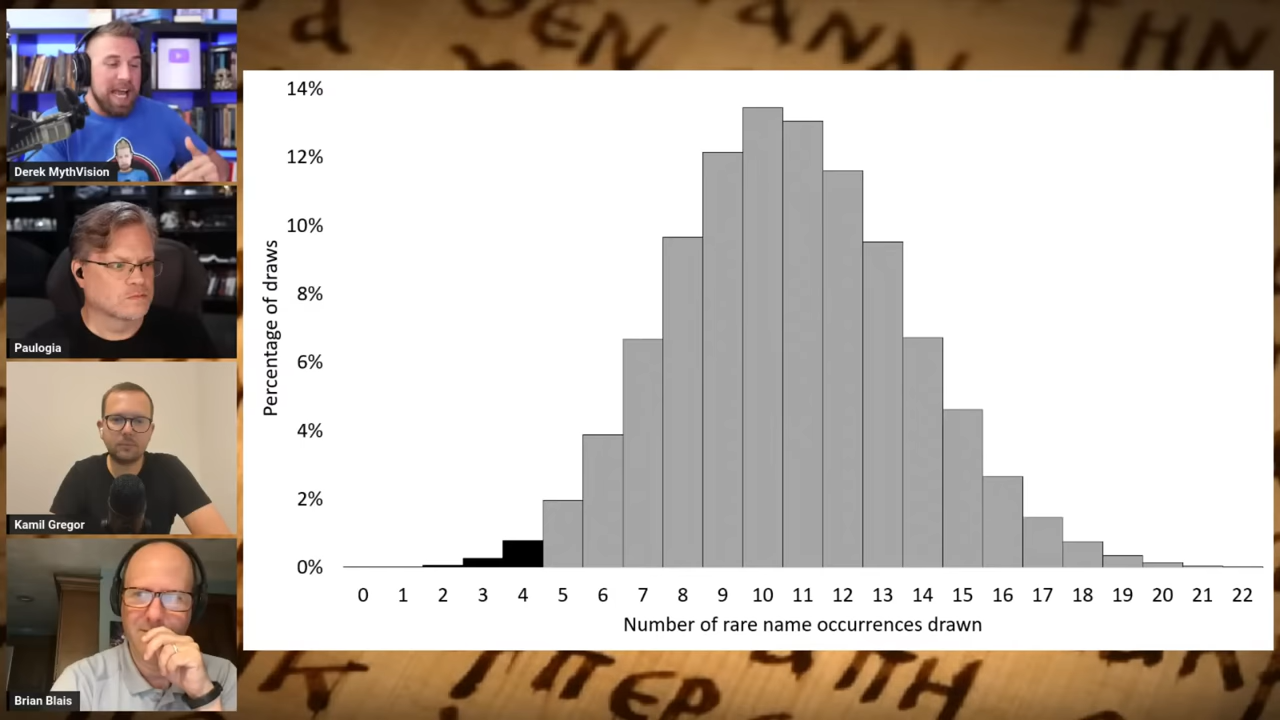 Derek MythVision
Paulogia
Kamil Gregor
Brian Blais
14%
12%
10%
8%
6%
4%
2%
0%
Percentage of draws
0 1 2 3 4 5 6 7 8 9 10 11 12 13 14 15 16 17 18 19 20 21 22
Number of rare name occurrences drawn